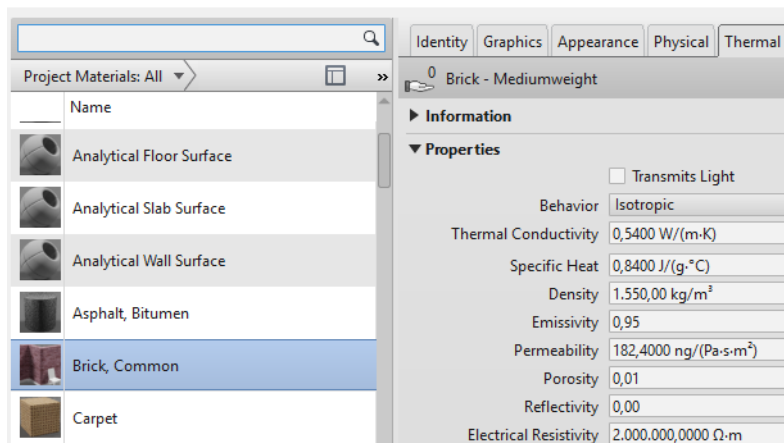 Project Materials: All
»
Name
Analytical Floor Surface
Analytical Slab Surface
Analytical Wall Surface
Asphalt, Bitumen
Brick, Common
Carpet
Identity Graphics Appearance Physical Thermal
0 Brick - Mediumweight
Information
Properties
Transmits Light
Behavior Isotropic
Thermal Conductivity 0,5400 W/(m·K)
Specific Heat 0,8400 J/(g·°C)
Density 1.550,00 kg/m³
Emissivity 0,95
Permeability 182,4000 ng/(Pa·s·m²)
Porosity 0,01
Reflectivity 0,00
Electrical Resistivity 2.000.000,0000 Ω·m